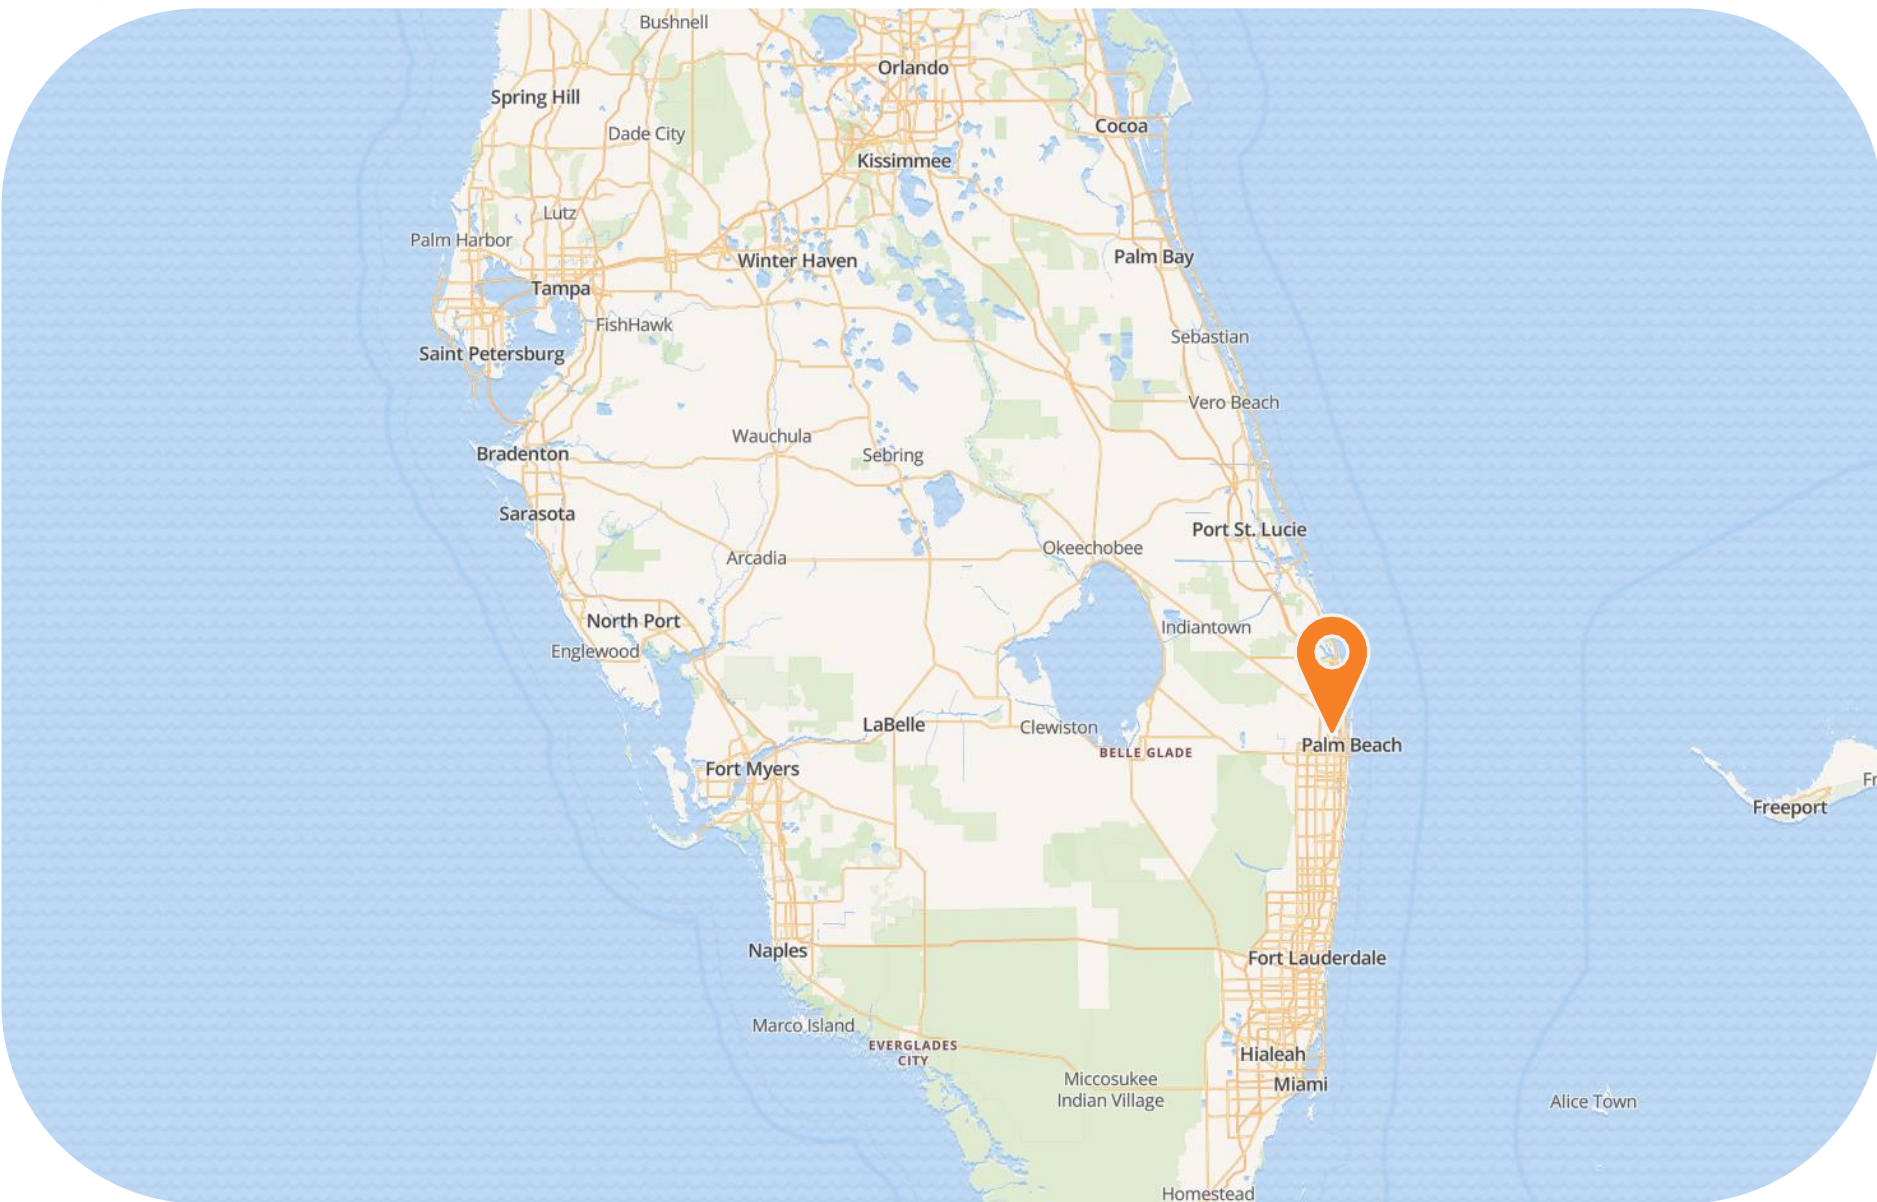 Bushnell
Orlando
Spring Hill
Cocoa
Dade City
Kissimmee
Lutz
Palm Harbor
Palm Bay
Winter Haven
Tampa
FishHawk
Sebastian
Saint Petersburg
Vero Beach
Wauchula
Bradenton
Sebring
Sarasota
Port St. Lucie
Okeechobee
Arcadia
North Port
Indiantown
Englewood
LaBelle
Clewiston
Palm Beach
BELLE GLADE
Fort Myers
Fr
Freeport
Naples
Fort Lauderdale
Marco Island
EVERGLADES
CITY
Hialeah
Miccosukee
Indian Village
Miami
Alice Town
Homestead